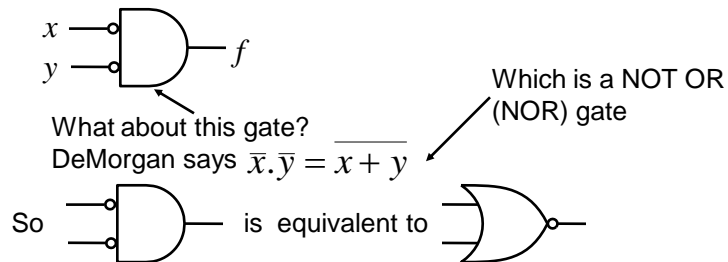 x
y
f
Which is a NOT OR
(NOR) gate
What about this gate?
DeMorgan says x̅.y̅ = x̅ ̅+̅ ̅y̅
So is equivalent to